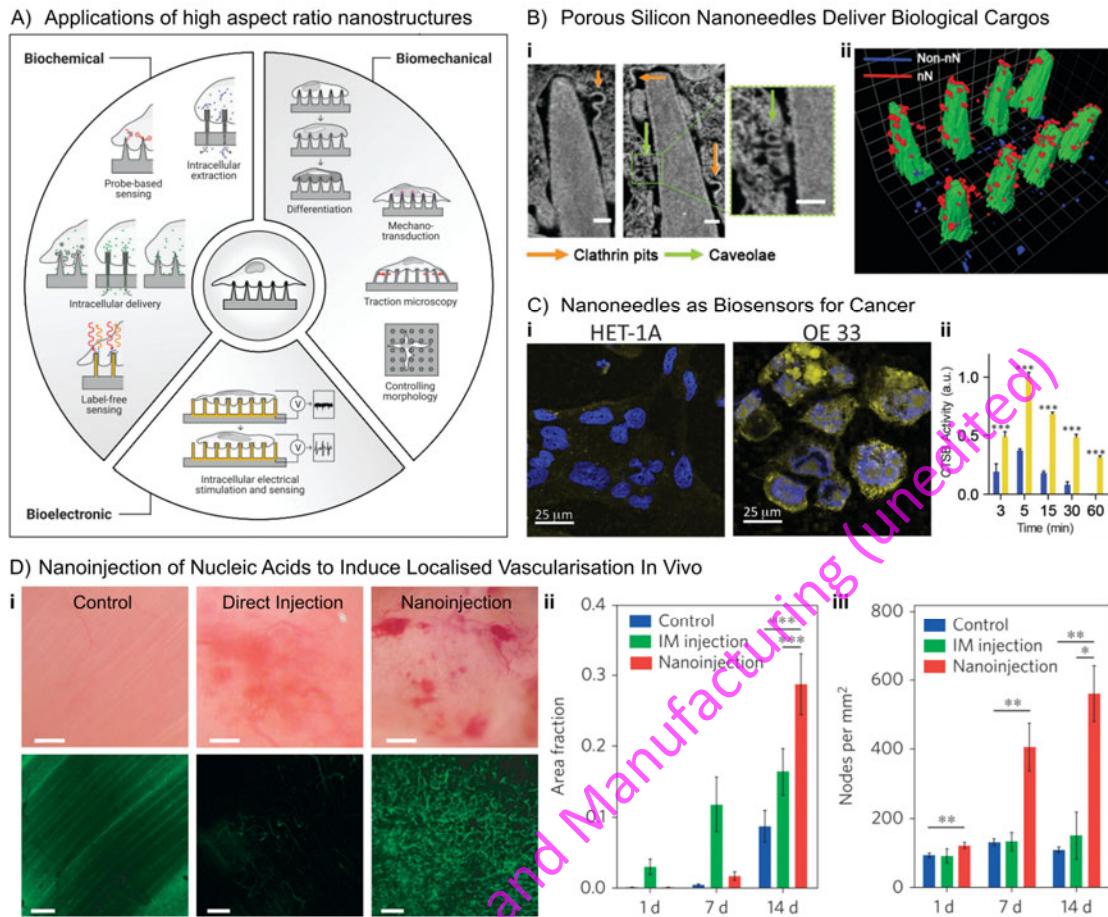 A) Applications of high aspect ratio nanostructures
Biochemical
Biomechanical
Probe-based
sensing
Intracellular
extraction
Differentiation
Mechano-
transduction
Intracellular delivery
Traction microscopy
Label-free
sensing
Controlling
morphology
V
V
Intracellular electrical
stimulation and sensing
Bioelectronic
B) Porous Silicon Nanoneedles Deliver Biological Cargos
i
Clathrin pits
Caveolae
ii
Non-nN
nN
C) Nanoneedles as Biosensors for Cancer
i
HET-1A
OE 33
25 μm
25 μm
ii
CTSB Activity (a.u.)
1.0
0.5
0.0
***
***
***
***
***
3 5 15 30 60
Time (min)
D) Nanoinjection of Nucleic Acids to Induce Localised Vascularisation In Vivo
i
Control
Direct Injection
Nanoinjection
ii
Area fraction
0.4
0.3
0.2
0.1
0.0
Control
IM injection
Nanoinjection
***
***
1 d 7 d 14 d
iii
Nodes per mm²
800
600
400
200
0
Control
IM injection
Nanoinjection
**
**
**
*
1 d 7 d 14 d
and Manufacturing (unedited)